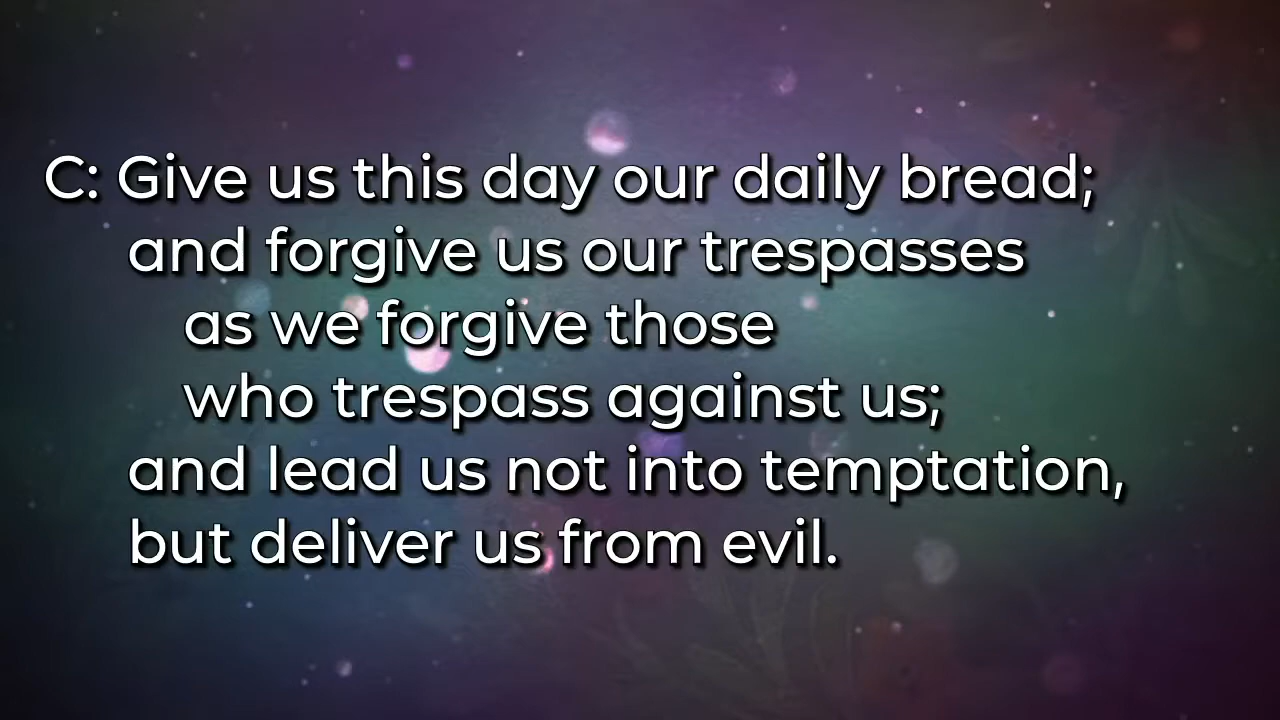 C: Give us this day our daily bread;
and forgive us our trespasses
as we forgive those
who trespass against us;
and lead us not into temptation,
but deliver us from evil.